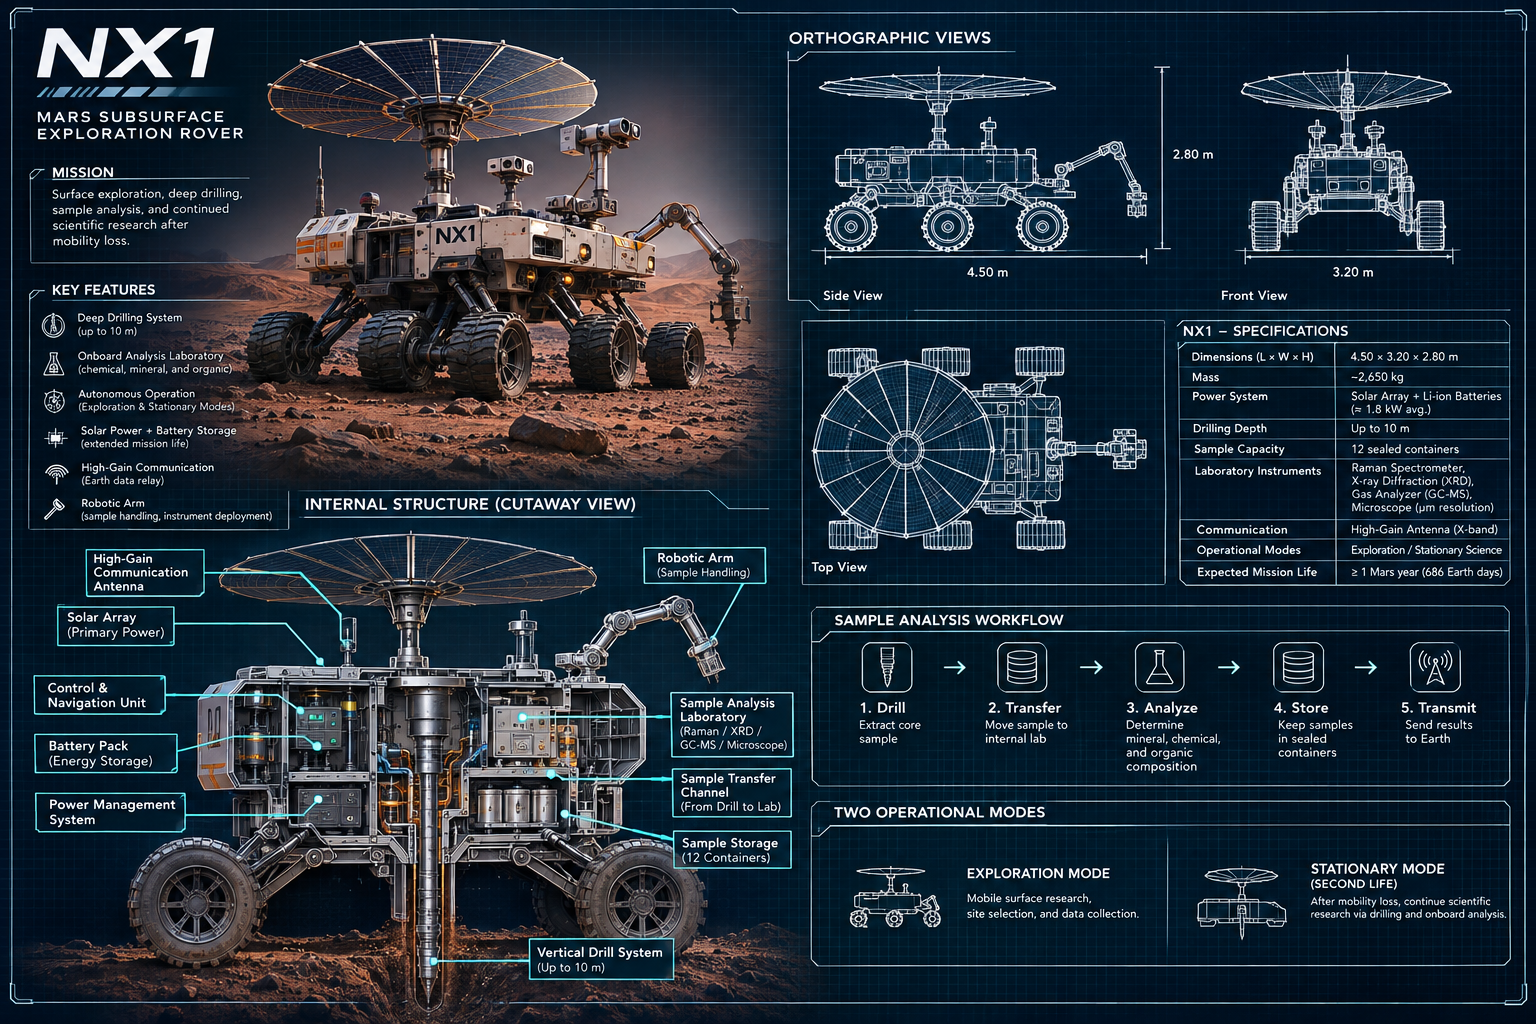 NX1
MARS SUBSURFACE
EXPLORATION ROVER
MISSION
Surface exploration, deep drilling,
sample analysis, and continued
scientific research after
mobility loss.
KEY FEATURES
Deep Drilling System
(up to 10 m)
Onboard Analysis Laboratory
(chemical, mineral, and organic)
Autonomous Operation
(Exploration & Stationary Modes)
Solar Power + Battery Storage
(extended mission life)
High-Gain Communication
(Earth data relay)
Robotic Arm
(sample handling, instrument deployment)
NX1
ORTHOGRAPHIC VIEWS
2.80 m
4.50 m
3.20 m
Side View
Front View
Top View
NX1 – SPECIFICATIONS
Dimensions (L × W × H) 4.50 × 3.20 × 2.80 m
Mass ~2,650 kg
Power System Solar Array + Li-ion Batteries
(≈ 1.8 kW avg.)
Drilling Depth Up to 10 m
Sample Capacity 12 sealed containers
Laboratory Instruments Raman Spectrometer,
X-ray Diffraction (XRD),
Gas Analyzer (GC-MS),
Microscope (μm resolution)
Communication High-Gain Antenna (X-band)
Operational Modes Exploration / Stationary Science
Expected Mission Life ≥ 1 Mars year (686 Earth days)
INTERNAL STRUCTURE (CUTAWAY VIEW)
High-Gain
Communication
Antenna
Solar Array
(Primary Power)
Control &
Navigation Unit
Battery Pack
(Energy Storage)
Power Management
System
Robotic Arm
(Sample Handling)
Sample Analysis
Laboratory
(Raman / XRD /
GC-MS / Microscope)
Sample Transfer
Channel
(From Drill to Lab)
Sample Storage
(12 Containers)
Vertical Drill System
(Up to 10 m)
SAMPLE ANALYSIS WORKFLOW
1. Drill
Extract core
sample
2. Transfer
Move sample to
internal lab
3. Analyze
Determine
mineral, chemical,
and organic
composition
4. Store
Keep samples
in sealed
containers
5. Transmit
Send results
to Earth
TWO OPERATIONAL MODES
EXPLORATION MODE
Mobile surface research,
site selection, and data collection.
STATIONARY MODE
(SECOND LIFE)
After mobility loss, continue scientific
research via drilling and onboard analysis.